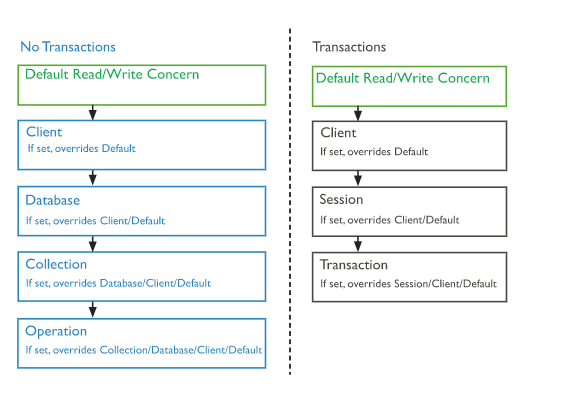 No Transactions
Default Read/Write Concern
Client
If set, overrides Default
Database
If set, overrides Client/Default
Collection
If set, overrides Database/Client/Default
Operation
If set, overrides Collection/Database/Client/Default
Transactions
Default Read/Write Concern
Client
If set, overrides Default
Session
If set, overrides Client/Default
Transaction
If set, overrides Session/Client/Default